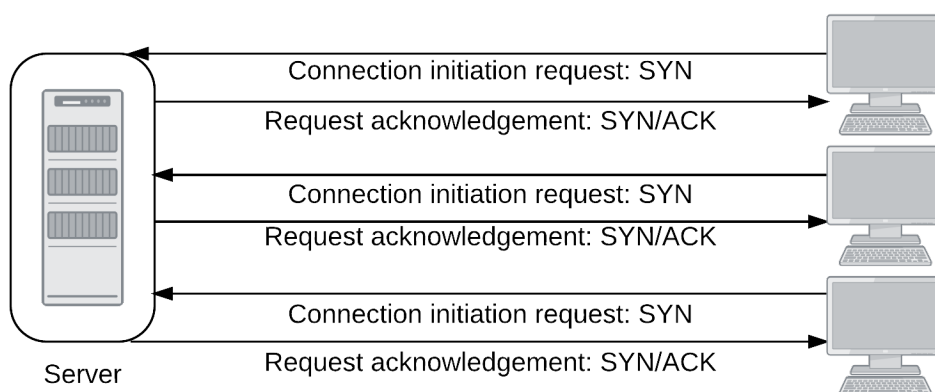 Connection initiation request: SYN
Request acknowledgement: SYN/ACK
Connection initiation request: SYN
Request acknowledgement: SYN/ACK
Connection initiation request: SYN
Request acknowledgement: SYN/ACK
Server